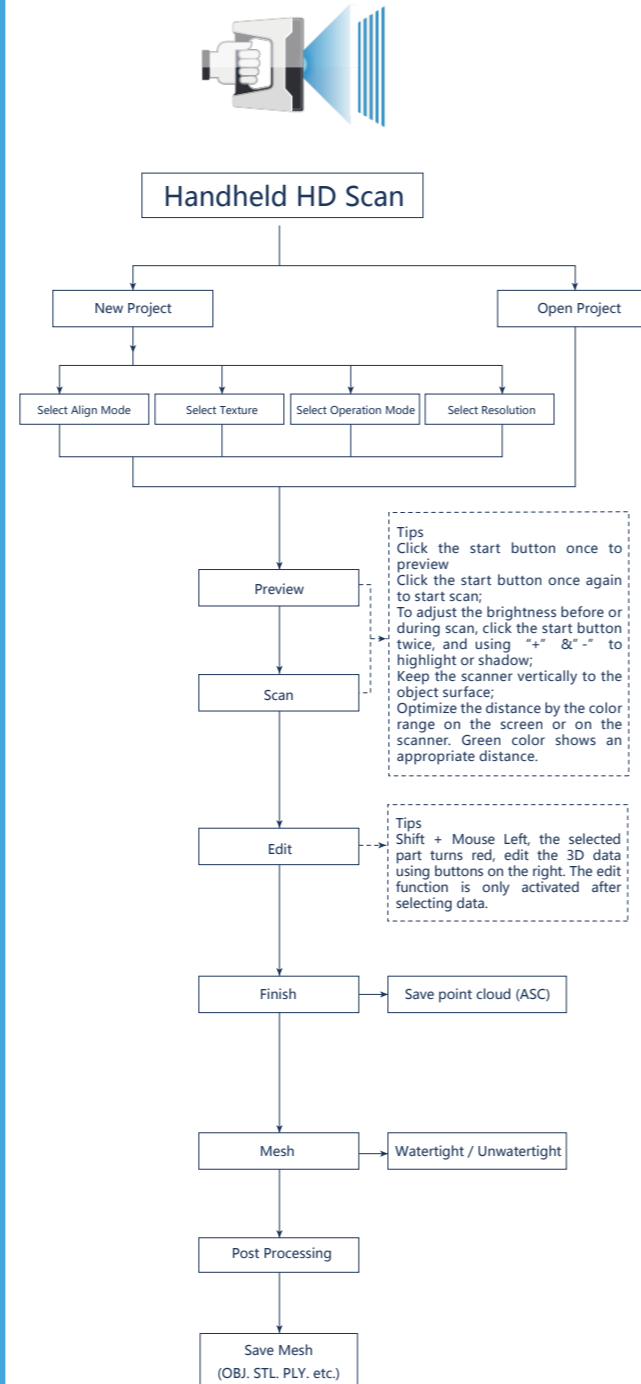 Handheld HD Scan
New Project
Open Project
Select Align Mode
Select Texture
Select Operation Mode
Select Resolution
Preview
Scan
Tips
Click the start button once to
preview
Click the start button once again
to start scan;
To adjust the brightness before or
during scan, click the start button
twice, and using “+” &“-” to
highlight or shadow;
Keep the scanner vertically to the
object surface;
Optimize the distance by the color
range on the screen or on the
scanner. Green color shows an
appropriate distance.
Edit
Tips
Shift + Mouse Left, the selected
part turns red, edit the 3D data
using buttons on the right. The edit
function is only activated after
selecting data.
Finish
Save point cloud (ASC)
Mesh
Watertight / Unwatertight
Post Processing
Save Mesh
(OBJ. STL. PLY. etc.)